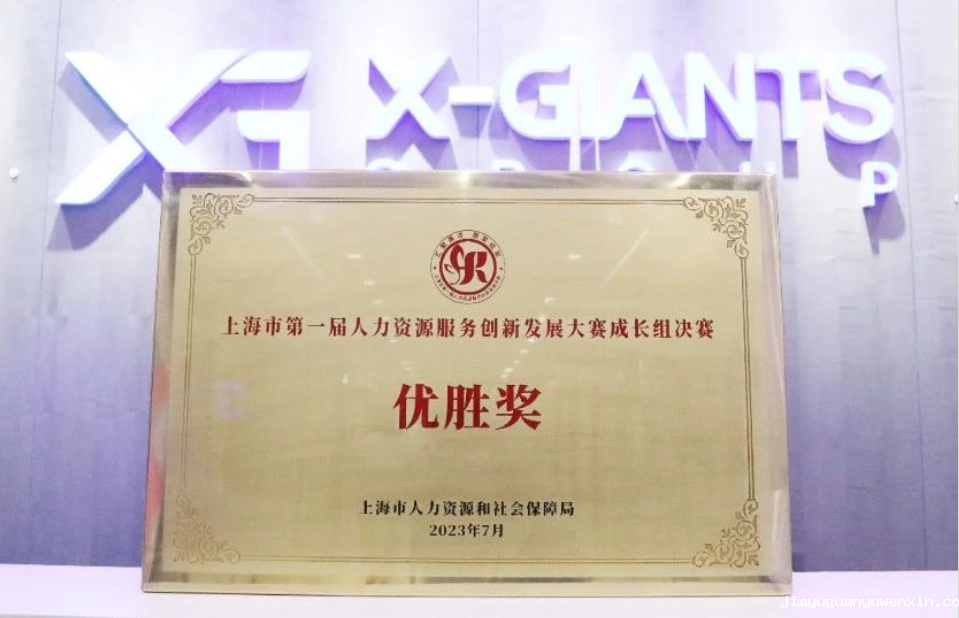 XG X-GIANTS
GROUP
上海市第一届人力资源服务创新发展大赛成长组决赛
优胜奖
上海市人力资源和社会保障局
2023年7月
jiayuguanyuwenxin.co